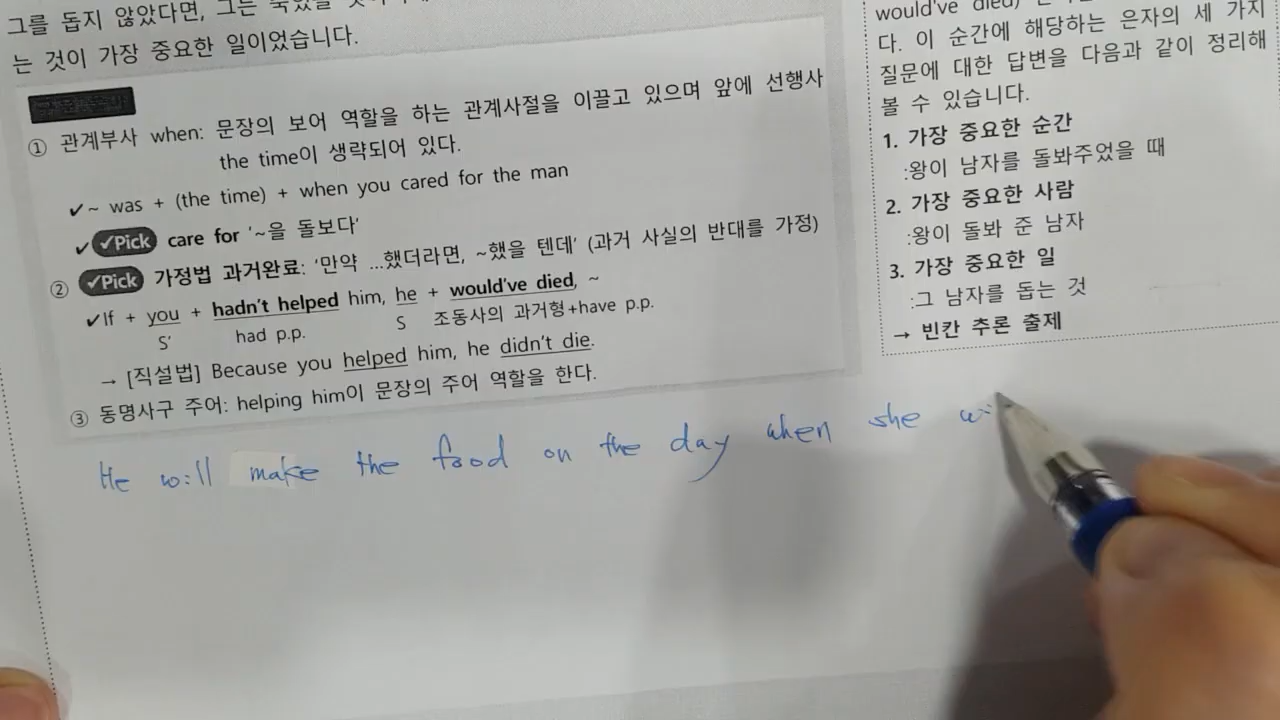 그를 돕지 않았다면, 그는
는 것이 가장 중요한 일이었습니다.
① 관계부사 when: 문장의 보어 역할을 하는 관계사절을 이끌고 있으며 앞에 선행사
the time이 생략되어 있다.
✔~ was + (the time) + when you cared for the man
✔ ✔Pick care for '~을 돌보다'
② ✔Pick 가정법 과거완료: '만약 …했더라면, ~했을 텐데' (과거 사실의 반대를 가정)
✔If + you + hadn't helped him, he + would've died, ~
S' had p.p. S 조동사의 과거형+have p.p.
→ [직설법] Because you helped him, he didn't die.
③ 동명사구 주어: helping him이 문장의 주어 역할을 한다.
He will make the food on the day when she wi
would've died)
다. 이 순간에 해당하는 은자의 세 가지
질문에 대한 답변을 다음과 같이 정리해
볼 수 있습니다.
1. 가장 중요한 순간
:왕이 남자를 돌봐주었을 때
2. 가장 중요한 사람
:왕이 돌봐 준 남자
3. 가장 중요한 일
:그 남자를 돕는 것
→ 빈칸 추론 출제